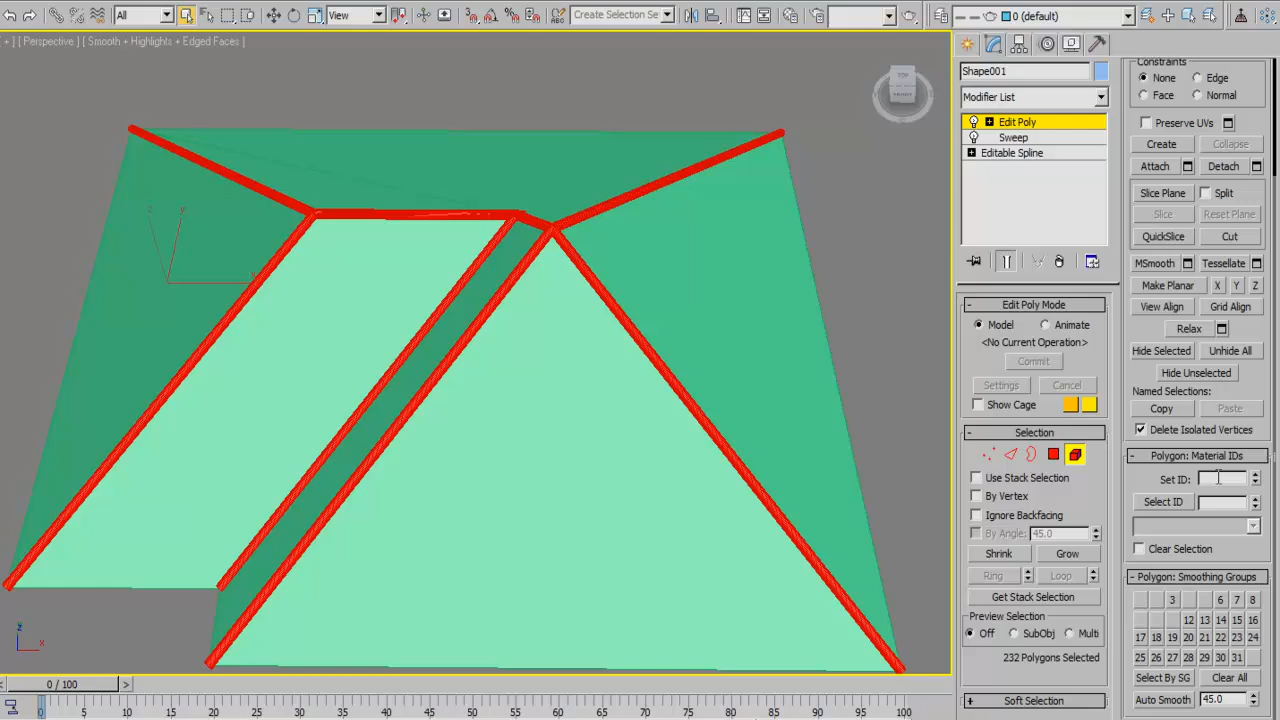 All
View
Create Selection Se
0 (default)
+ ] [ Perspective ] [ Smooth + Highlights + Edged Faces ]
TOP
Shape001
Modifier List
Edit Poly
Sweep
Editable Spline
Edit Poly Mode
Model
Animate
<No Current Operation>
Commit
Settings
Cancel
Show Cage
Selection
Use Stack Selection
By Vertex
Ignore Backfacing
By Angle:
45.0
Shrink
Grow
Ring
Loop
Get Stack Selection
Preview Selection
Off
SubObj
Multi
232 Polygons Selected
Soft Selection
Constraints
None
Edge
Face
Normal
Preserve UVs
Create
Collapse
Attach
Detach
Slice Plane
Split
Slice
Reset Plane
QuickSlice
Cut
MSmooth
Tessellate
Make Planar
X
Y
Z
View Align
Grid Align
Relax
Hide Selected
Unhide All
Hide Unselected
Named Selections:
Copy
Paste
Delete Isolated Vertices
Polygon: Material IDs
Set ID:
Select ID
Clear Selection
Polygon: Smoothing Groups
3 6 7 8
12 13 14 15 16
17 18 19 20 21 22 23 24
25 26 27 28 29 30 31
Select By SG
Clear All
Auto Smooth
45.0
z
x
0 / 100
0 5 10 15 20 25 30 35 40 45 50 55 60 65 70 75 80 85 90 95 100